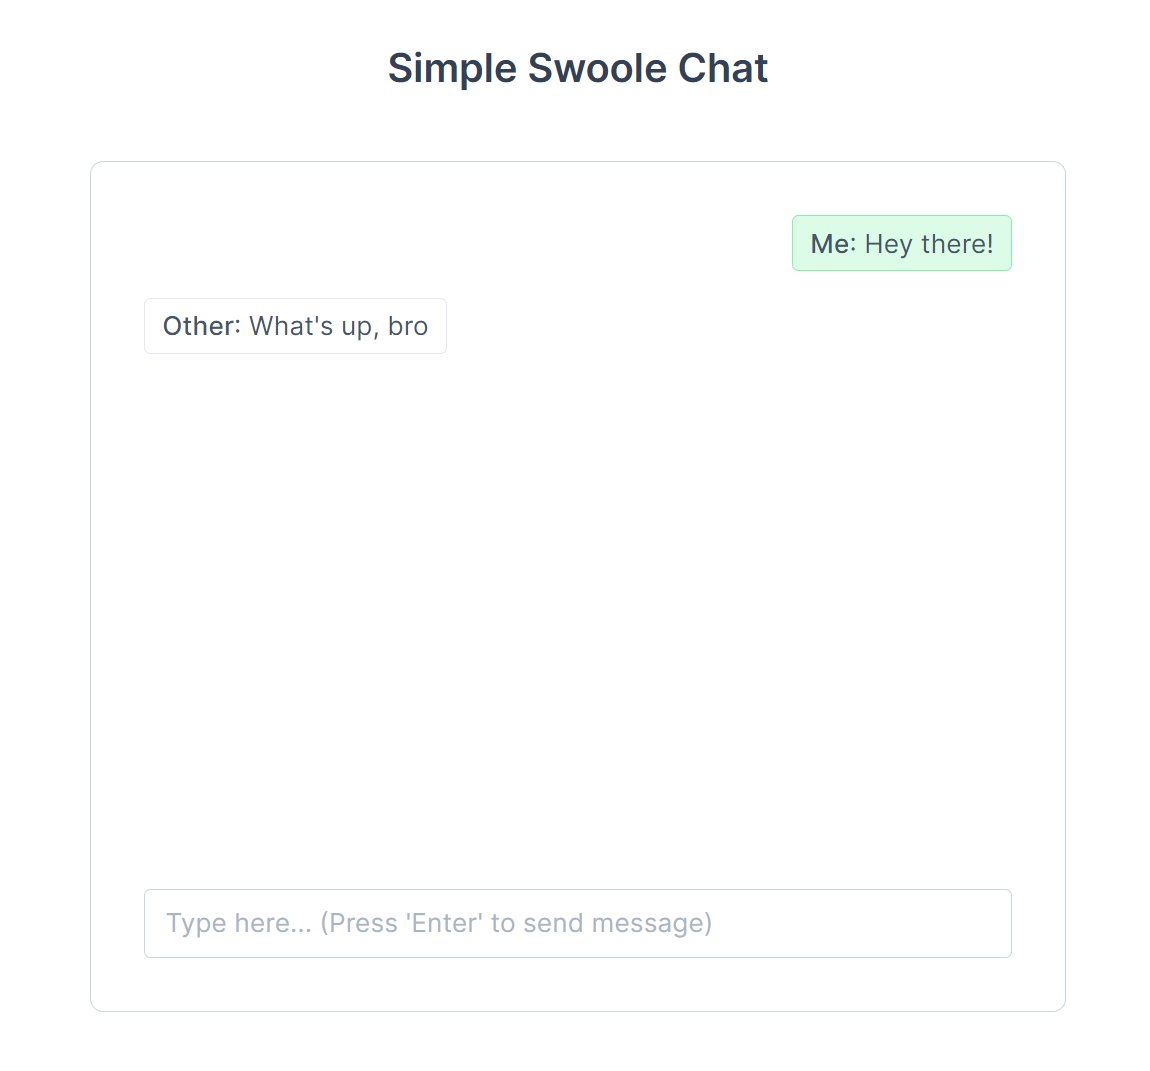 Simple Swoole Chat
Me: Hey there!
Other: What's up, bro
Type here... (Press 'Enter' to send message)